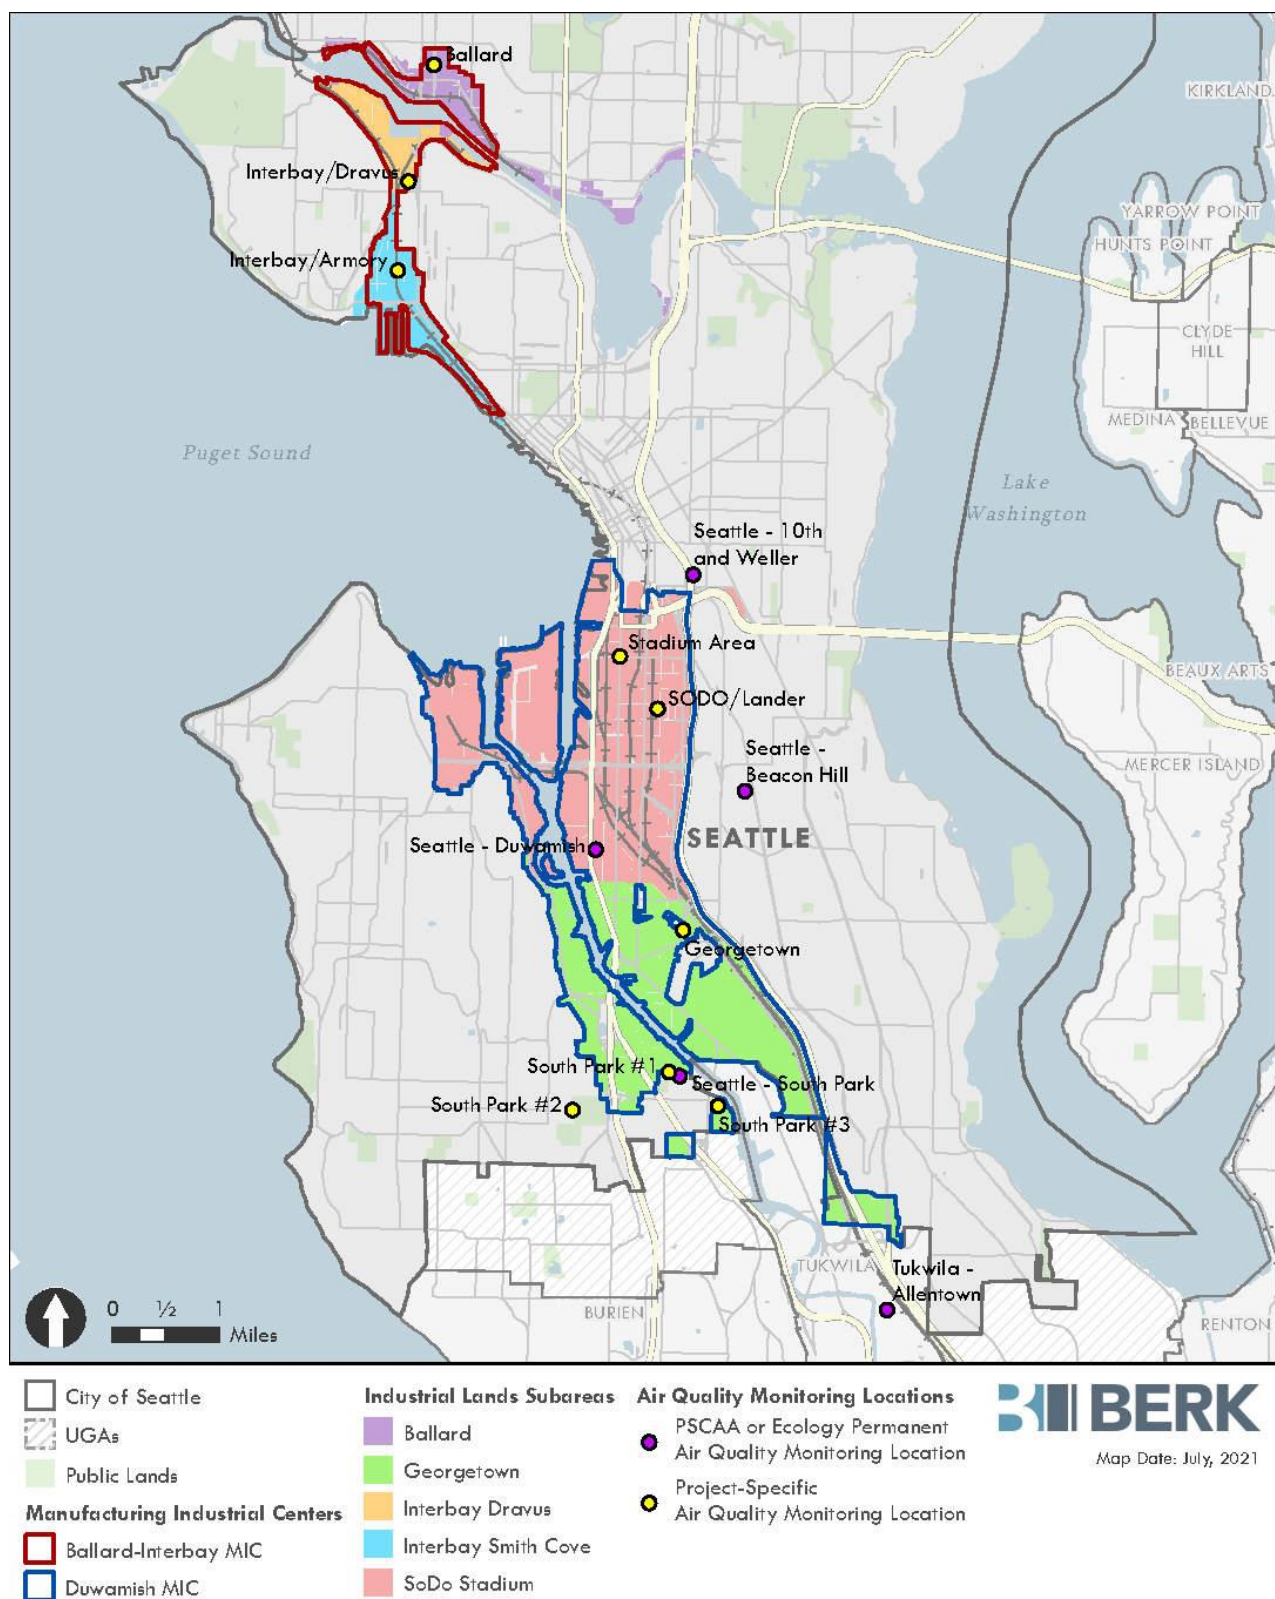 Ballard
KIRKLAND
Interbay/Dravus
YARROW POINT
HUNTS POINT
Interbay/Armory
CLYDE
HILL
MEDINA
BELLEVUE
Puget Sound
Lake
Washington
Seattle - 10th
and Weller
Stadium Area
BEAUX ARTS
SODO/Lander
Seattle -
Beacon Hill
MERCER ISLAND
SEATTLE
Seattle - Duwamish
Georgetown
South Park #1
Seattle - South Park
South Park #2
South Park #3
TUKWILA
Tukwila -
Allentown
BURIEN
RENTON
0 ½ 1
Miles
City of Seattle
UGAs
Public Lands
Manufacturing Industrial Centers
Ballard-Interbay MIC
Duwamish MIC
Industrial Lands Subareas
Ballard
Georgetown
Interbay Dravus
Interbay Smith Cove
SoDo Stadium
Air Quality Monitoring Locations
PSCAA or Ecology Permanent
Air Quality Monitoring Location
Project-Specific
Air Quality Monitoring Location
BERK
Map Date: July, 2021